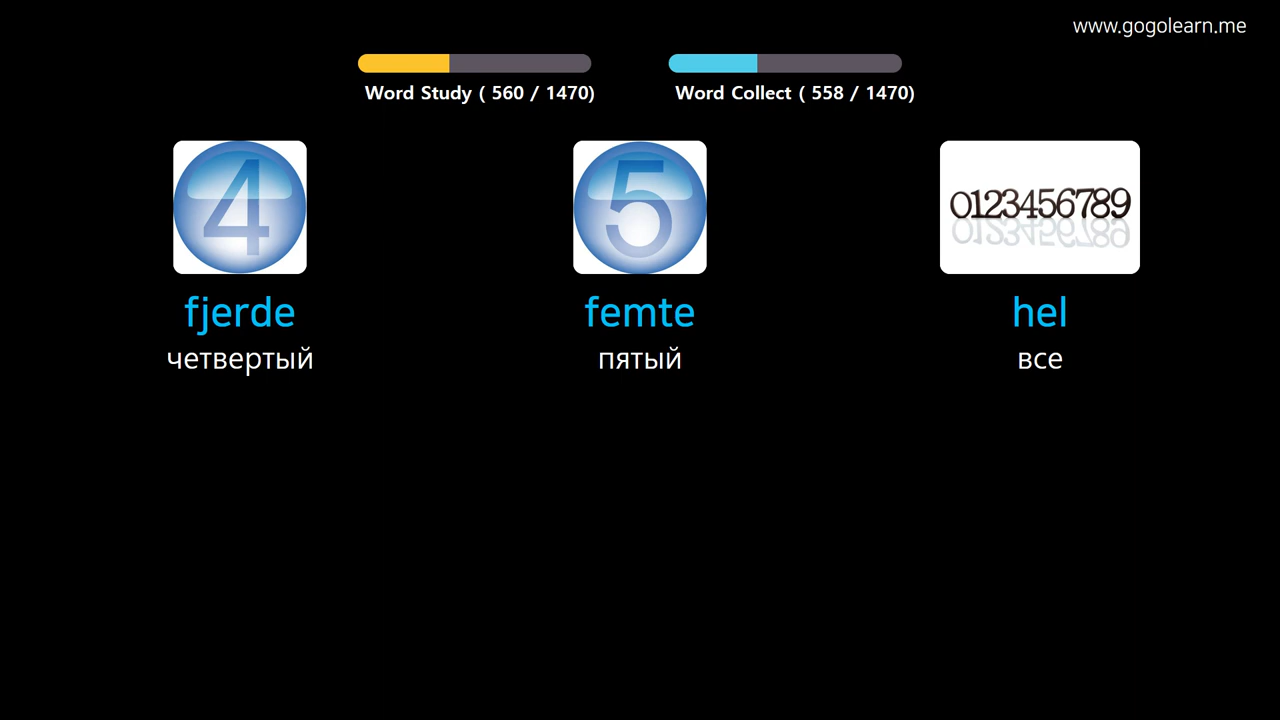 www.gogolearn.me
Word Study ( 560 / 1470)
Word Collect ( 558 / 1470)
4
5
0123456789
fjerde
femte
hel
четвертый
пятый
все